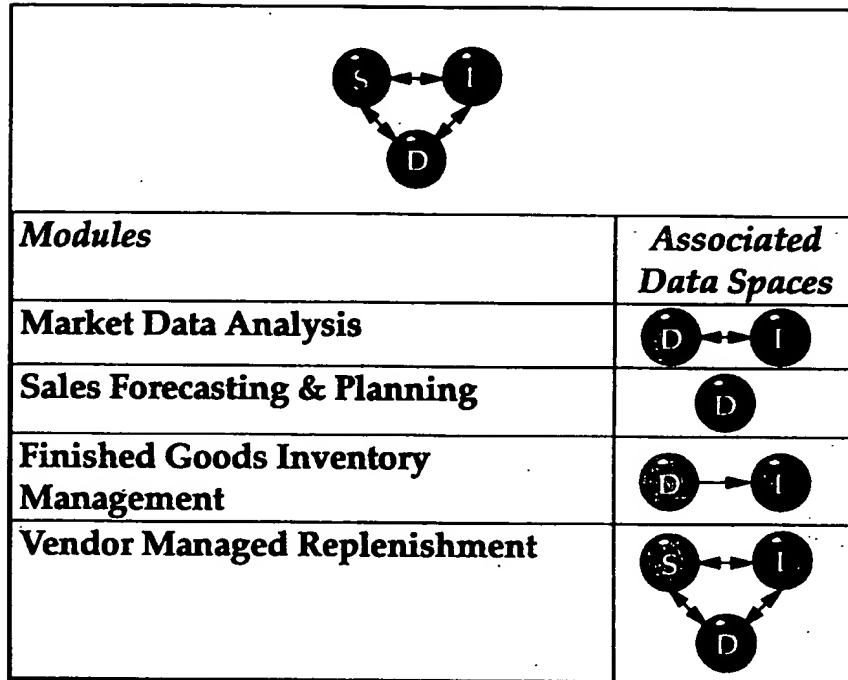 S I
D
Modules
Associated
Data Spaces
Market Data Analysis
D I
Sales Forecasting & Planning
D
Finished Goods Inventory
Management
D I
Vendor Managed Replenishment
S I
D